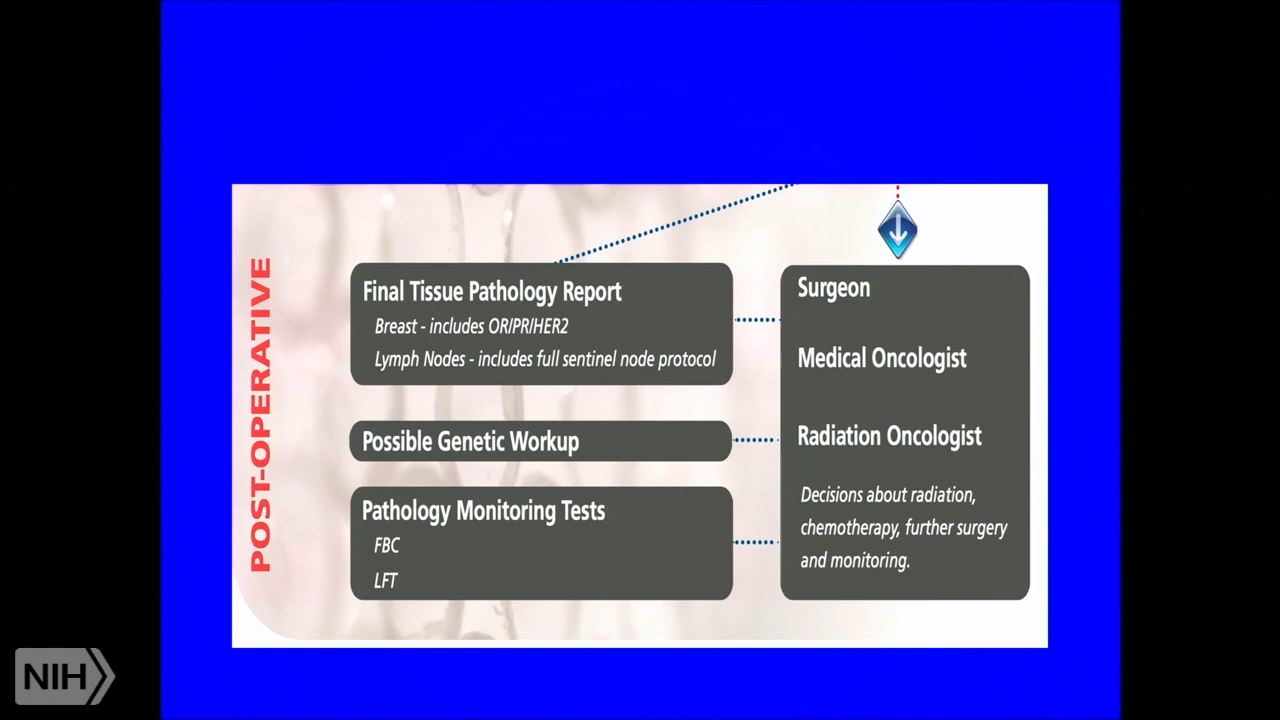 POST-OPERATIVE
Final Tissue Pathology Report
Breast - includes OR/PR/HER2
Lymph Nodes - includes full sentinel node protocol
Possible Genetic Workup
Pathology Monitoring Tests
FBC
LFT
Surgeon
Medical Oncologist
Radiation Oncologist
Decisions about radiation,
chemotherapy, further surgery
and monitoring.
NIH